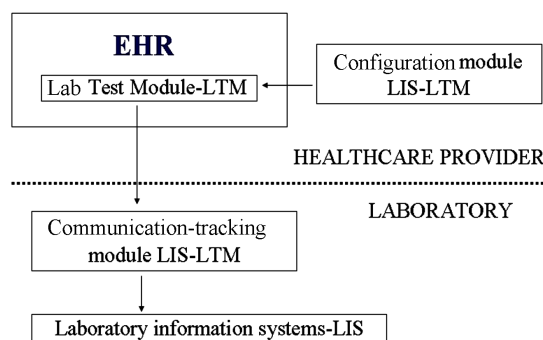 EHR
Lab Test Module-LTM
Configuration module
LIS-LTM
HEALTHCARE PROVIDER
LABORATORY
Communication-tracking
module LIS-LTM
Laboratory information systems-LIS